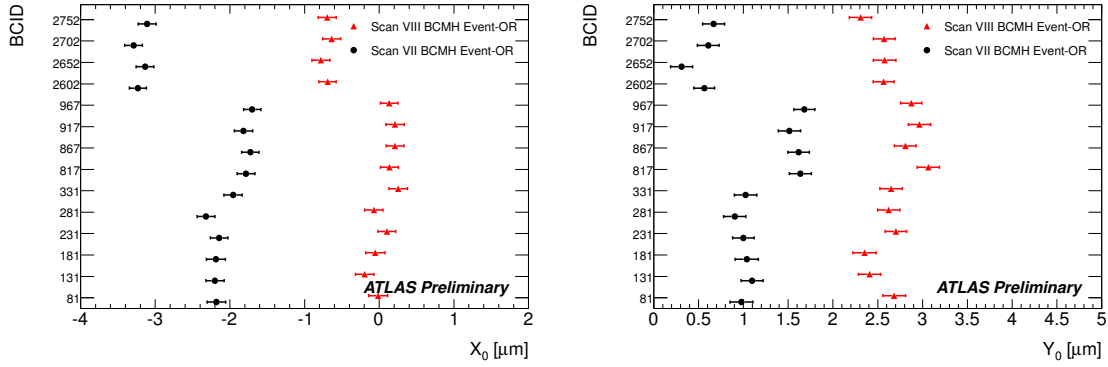 BCID
2752
2702
2652
2602
967
917
867
817
331
281
231
181
131
81
Scan VIII BCMH Event-OR
Scan VII BCMH Event-OR
ATLAS Preliminary
-4 -3 -2 -1 0 1 2
X0 [μm]
BCID
2752
2702
2652
2602
967
917
867
817
331
281
231
181
131
81
Scan VIII BCMH Event-OR
Scan VII BCMH Event-OR
ATLAS Preliminary
0 0.5 1 1.5 2 2.5 3 3.5 4 4.5 5
Y0 [μm]